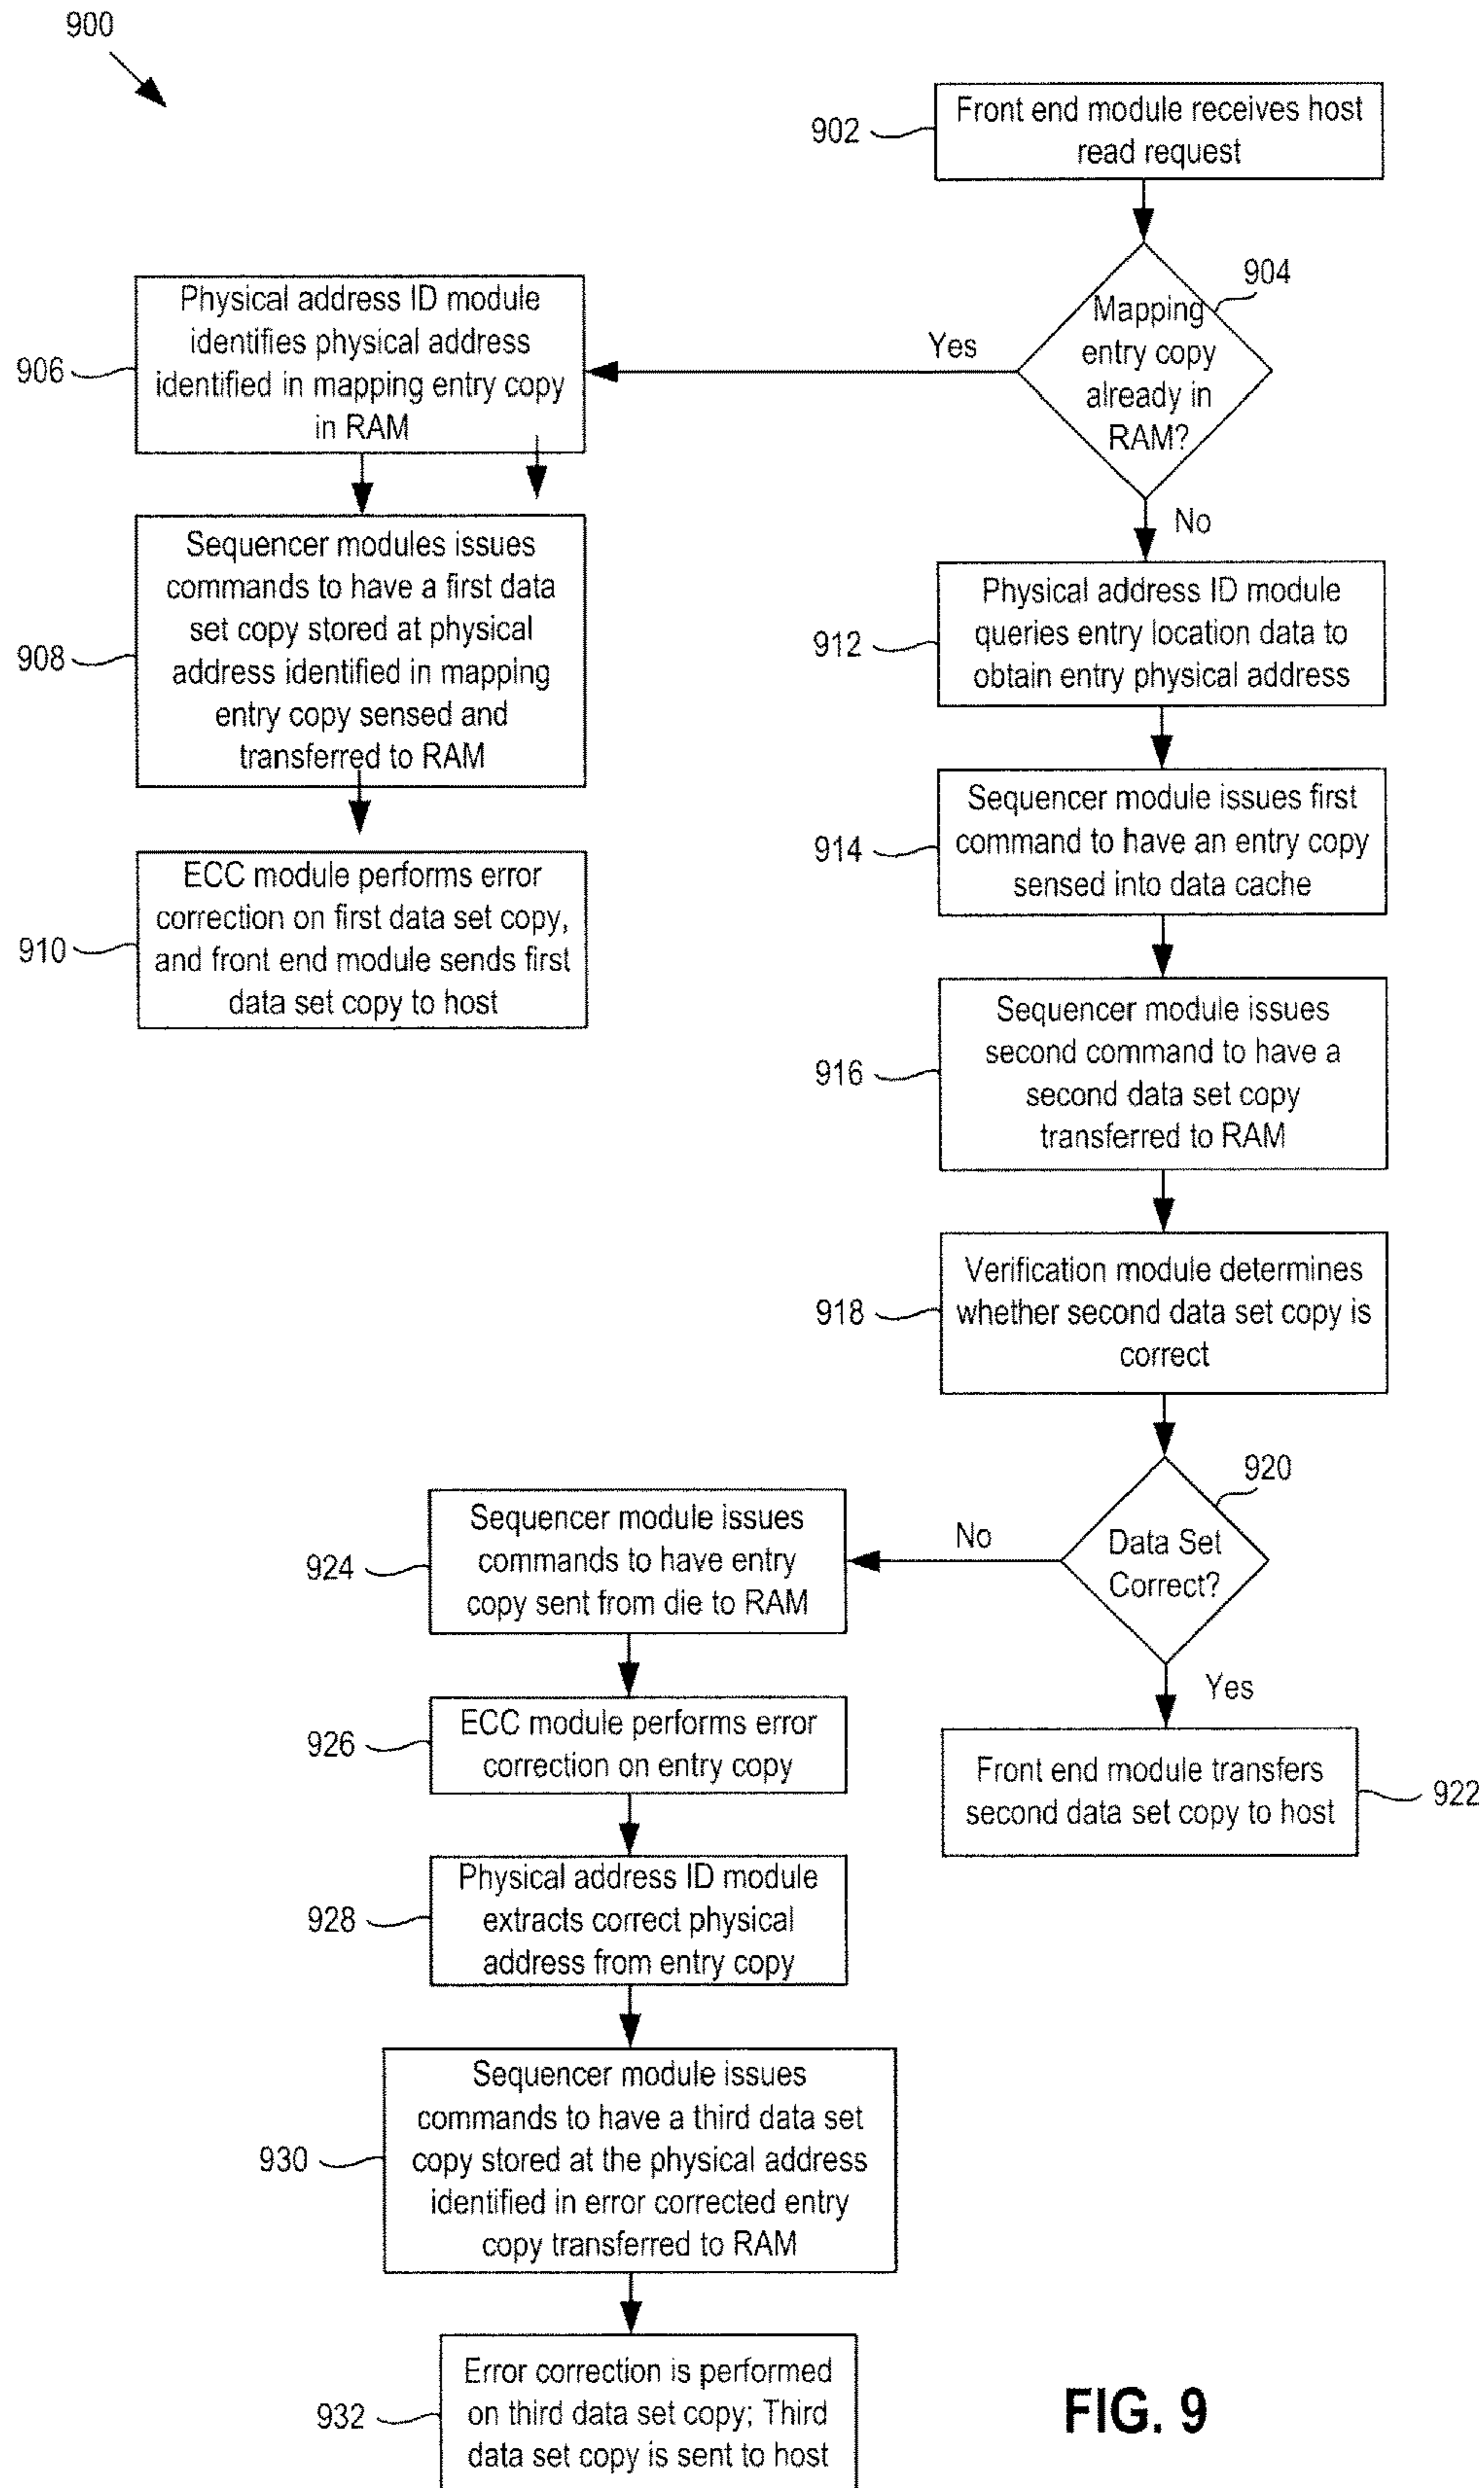 900
902
Front end module receives host
read request
904
Mapping
entry copy
already in
RAM?
Yes
No
906
Physical address ID module
identifies physical address
identified in mapping entry copy
in RAM
908
Sequencer modules issues
commands to have a first data
set copy stored at physical
address identified in mapping
entry copy sensed and
transferred to RAM
910
ECC module performs error
correction on first data set copy,
and front end module sends first
data set copy to host
912
Physical address ID module
queries entry location data to
obtain entry physical address
914
Sequencer module issues first
command to have an entry copy
sensed into data cache
916
Sequencer module issues
second command to have a
second data set copy
transferred to RAM
918
Verification module determines
whether second data set copy is
correct
920
Data Set
Correct?
No
Yes
922
Front end module transfers
second data set copy to host
924
Sequencer module issues
commands to have entry
copy sent from die to RAM
926
ECC module performs error
correction on entry copy
928
Physical address ID module
extracts correct physical
address from entry copy
930
Sequencer module issues
commands to have a third data set
copy stored at the physical address
identified in error corrected entry
copy transferred to RAM
932
Error correction is performed
on third data set copy; Third
data set copy is sent to host
FIG. 9